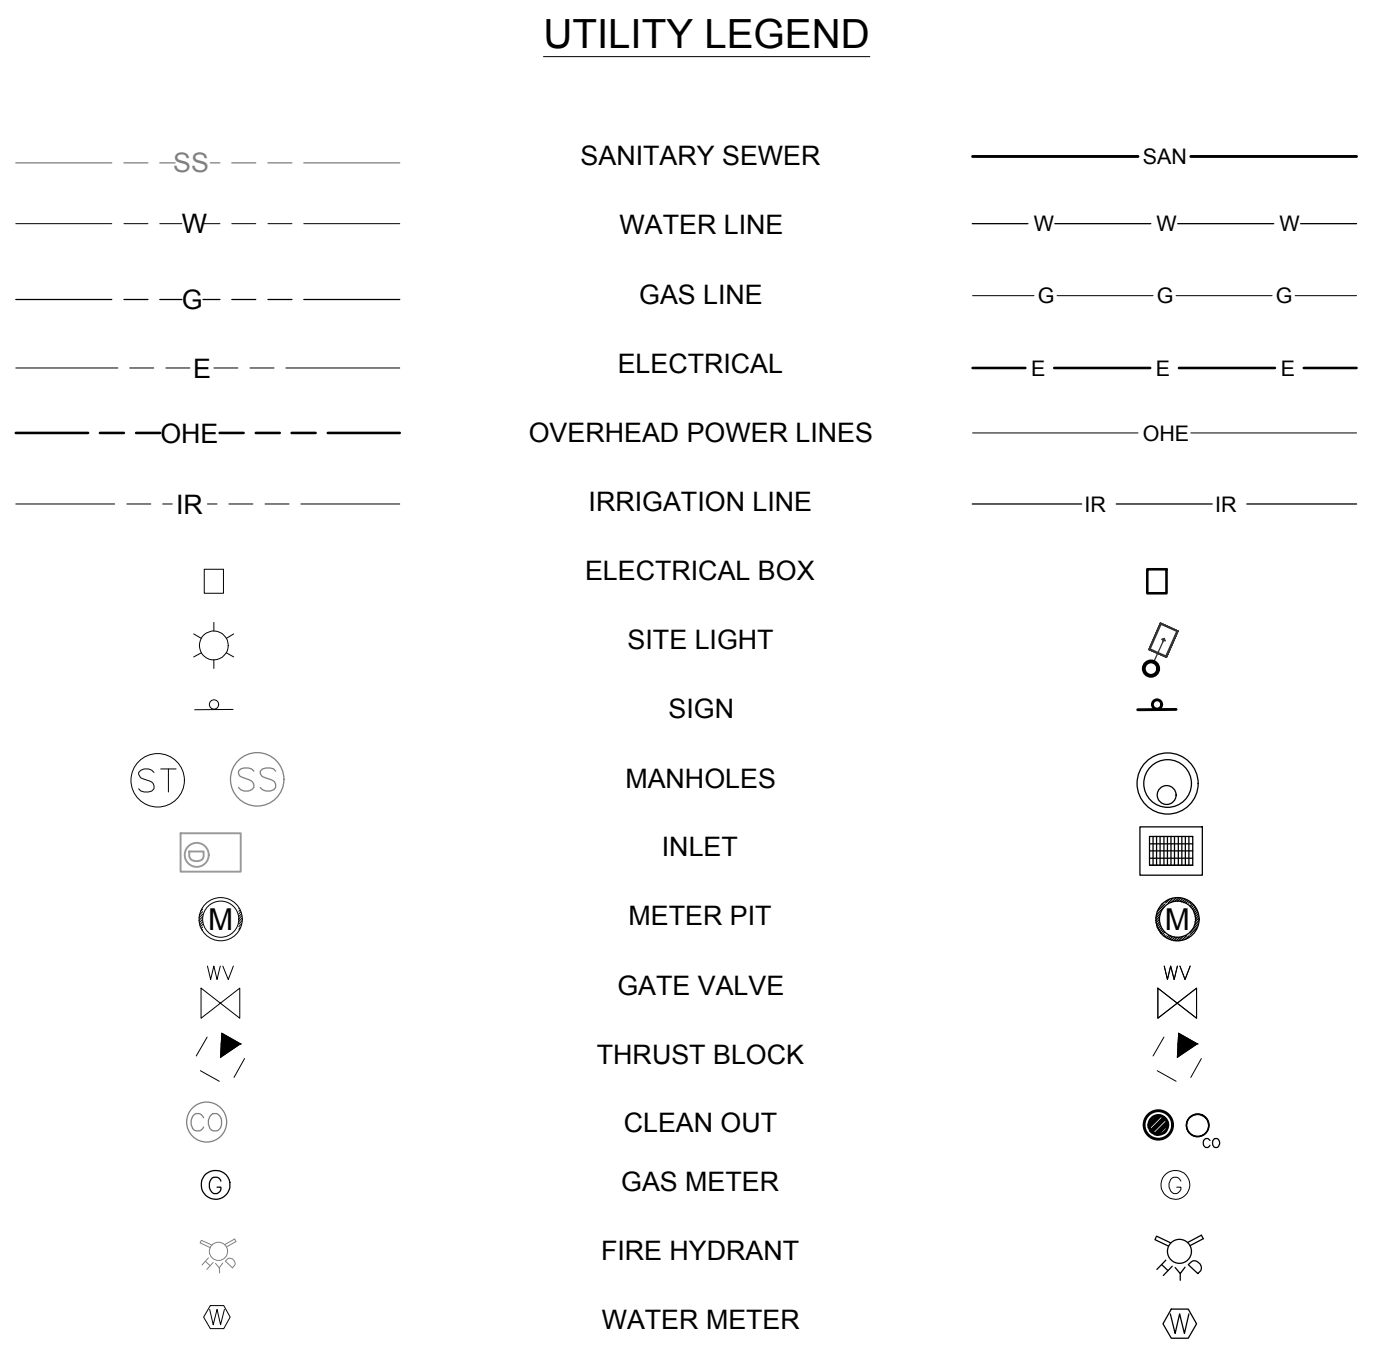 UTILITY LEGEND
SS SANITARY SEWER SAN
W WATER LINE W W W
G GAS LINE G G G
E ELECTRICAL E E E
OHE OVERHEAD POWER LINES OHE
IR IRRIGATION LINE IR IR
ELECTRICAL BOX
SITE LIGHT
SIGN
ST SS MANHOLES
D INLET
M METER PIT M
WV GATE VALVE WV
THRUST BLOCK
CO CLEAN OUT CO
G GAS METER G
HYD FIRE HYDRANT HYD
W WATER METER W